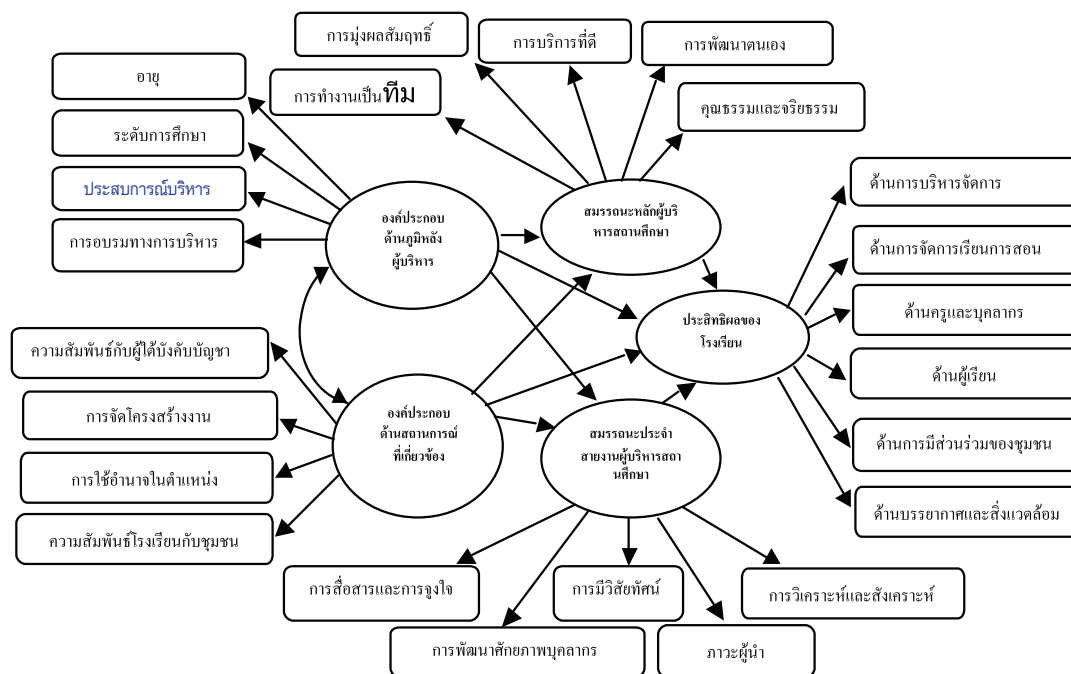 การมุ่งผลสัมฤทธิ์
การบริการที่ดี
การพัฒนาตนเอง
อายุ
การทำงานเป็นทีม
คุณธรรมและจริยธรรม
ระดับการศึกษา
ประสบการณ์บริหาร
การอบรมทางการบริหาร
องค์ประกอบ
ด้านภูมิหลัง
ผู้บริหาร
สมรรถนะหลักผู้บริ
หารสถานศึกษา
ด้านการบริหารจัดการ
ด้านการจัดการเรียนการสอน
ด้านครูและบุคลากร
ด้านผู้เรียน
ด้านการมีส่วนร่วมของชุมชน
ด้านบรรยากาศและสิ่งแวดล้อม
ประสิทธิผลของ
โรงเรียน
ความสัมพันธ์กับผู้ใต้บังคับบัญชา
การจัดโครงสร้างงาน
การใช้อำนาจในตำแหน่ง
ความสัมพันธ์โรงเรียนกับชุมชน
องค์ประกอบ
ด้านสถานการณ์
ที่เกี่ยวข้อง
สมรรถนะประจำ
สายงานผู้บริหารสถา
นศึกษา
การสื่อสารและการจูงใจ
การมีวิสัยทัศน์
การวิเคราะห์และสังเคราะห์
การพัฒนาศักยภาพบุคลากร
ภาวะผู้นำ